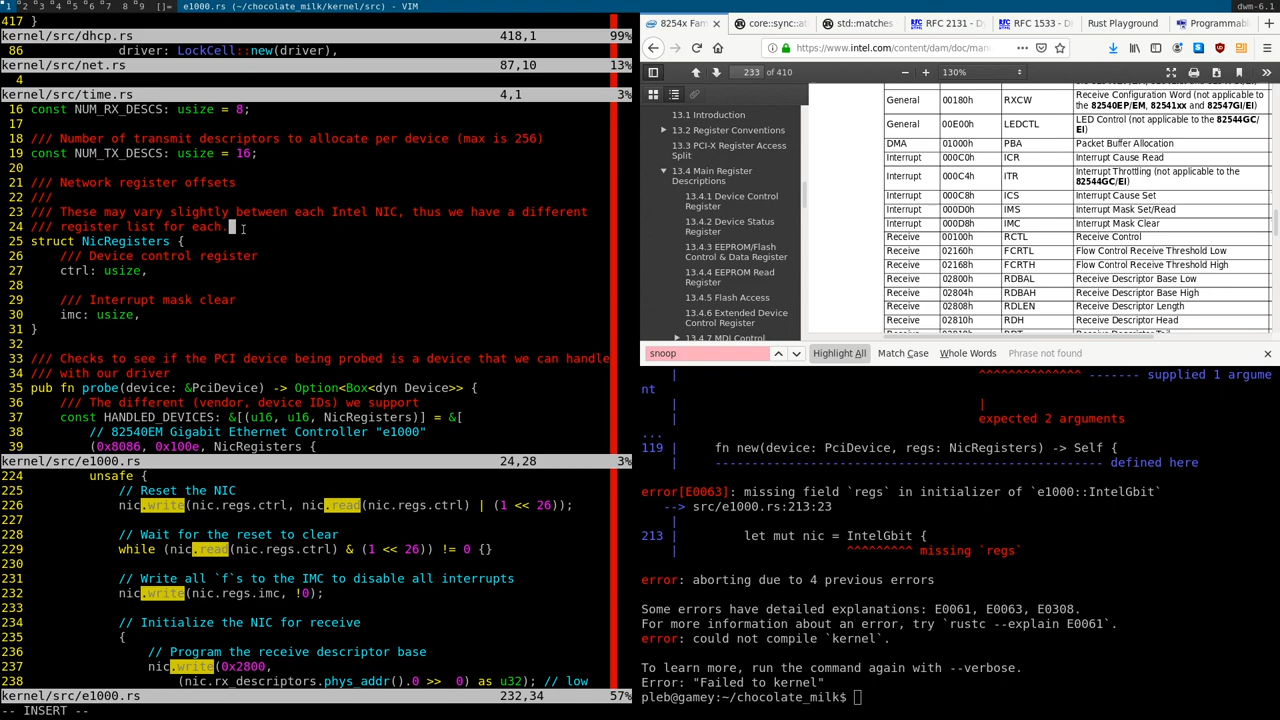 1 2 3 4 5 6 7 8 9 []= e1000.rs (~/chocolate_milk/kernel/src) - VIM
dwm-6.1
417 }
kernel/src/dhcp.rs 418,1 99%
86 driver: LockCell::new(driver),
kernel/src/net.rs 87,10 13%
4
kernel/src/time.rs 4,1 3%
16 const NUM_RX_DESCS: usize = 8;
17
18 /// Number of transmit descriptors to allocate per device (max is 256)
19 const NUM_TX_DESCS: usize = 16;
20
21 /// Network register offsets
22 ///
23 /// These may vary slightly between each Intel NIC, thus we have a different
24 /// register list for each.
25 struct NicRegisters {
26 /// Device control register
27 ctrl: usize,
28
29 /// Interrupt mask clear
30 imc: usize,
31 }
32
33 /// Checks to see if the PCI device being probed is a device that we can handle
34 /// with our driver
35 pub fn probe(device: &PciDevice) -> Option<Box<dyn Device>> {
36 /// The different (vendor, device IDs) we support
37 const HANDLED_DEVICES: &[(u16, u16, NicRegisters)] = &[
38 // 82540EM Gigabit Ethernet Controller "e1000"
39 (0x8086, 0x100e, NicRegisters {
kernel/src/e1000.rs 24,28 3%
224 unsafe {
225 // Reset the NIC
226 nic.write(nic.regs.ctrl, nic.read(nic.regs.ctrl) | (1 << 26));
227
228 // Wait for the reset to clear
229 while (nic.read(nic.regs.ctrl) & (1 << 26)) != 0 {}
230
231 // Write all `f`s to the IMC to disable all interrupts
232 nic.write(nic.regs.imc, !0);
233
234 // Initialize the NIC for receive
235 {
236 // Program the receive descriptor base
237 nic.write(0x2800,
238 (nic.rx_descriptors.phys_addr().0 >> 0) as u32); // low
kernel/src/e1000.rs 232,34 57%
-- INSERT --
8254x Fam
core::sync::at
std::matches
RFC 2131 - Dy
RFC 1533 - Dy
Rust Playground
Programmabl
https://www.intel.com/content/dam/doc/man
233 of 410
130%
13.1 Introduction
13.2 Register Conventions
13.3 PCI-X Register Access
Split
13.4 Main Register
Descriptions
13.4.1 Device Control
Register
13.4.2 Device Status
Register
13.4.3 EEPROM/Flash
Control & Data Register
13.4.4 EEPROM Read
Register
13.4.5 Flash Access
13.4.6 Extended Device
Control Register
13.4.7 MDI Control
General 00180h RXCW Receive Configuration Word (not applicable to
the 82540EP/EM, 82541xx and 82547GI/EI)
General 00E00h LEDCTL LED Control (not applicable to the 82544GC/
EI)
DMA 01000h PBA Packet Buffer Allocation
Interrupt 000C0h ICR Interrupt Cause Read
Interrupt 000C4h ITR Interrupt Throttling (not applicable to the
82544GC/EI)
Interrupt 000C8h ICS Interrupt Cause Set
Interrupt 000D0h IMS Interrupt Mask Set/Read
Interrupt 000D8h IMC Interrupt Mask Clear
Receive 00100h RCTL Receive Control
Receive 02160h FCRTL Flow Control Receive Threshold Low
Receive 02168h FCRTH Flow Control Receive Threshold High
Receive 02800h RDBAL Receive Descriptor Base Low
Receive 02804h RDBAH Receive Descriptor Base High
Receive 02808h RDLEN Receive Descriptor Length
Receive 02810h RDH Receive Descriptor Head
snoop
Highlight All Match Case Whole Words Phrase not found
| ^^^^^^^^^^^^^^ ------- supplied 1 argume
nt
| |
| expected 2 arguments
...
119 | fn new(device: PciDevice, regs: NicRegisters) -> Self {
| ---------------------------------------------------- defined here
error[E0063]: missing field `regs` in initializer of `e1000::IntelGbit`
--> src/e1000.rs:213:23
|
213 | let mut nic = IntelGbit {
| ^^^^^^^^^ missing `regs`
error: aborting due to 4 previous errors
Some errors have detailed explanations: E0061, E0063, E0308.
For more information about an error, try `rustc --explain E0061`.
error: could not compile `kernel`.
To learn more, run the command again with --verbose.
Error: "Failed to kernel"
pleb@gamey:~/chocolate_milk$